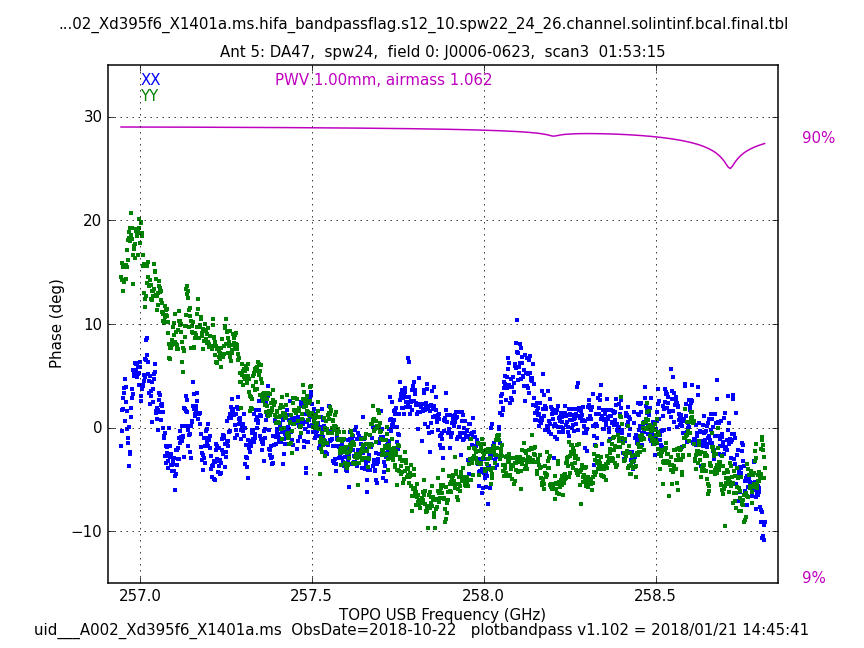 ...02_Xd395f6_X1401a.ms.hifa_bandpassflag.s12_10.spw22_24_26.channel.solintinf.bcal.final.tbl
Ant 5: DA47,  spw24,  field 0: J0006-0623,  scan3  01:53:15
XX
PWV 1.00mm, airmass 1.062
YY
30
90%
20
10
Phase (deg)
0
−10
9%
257.0
257.5
258.0
258.5
TOPO USB Frequency (GHz)
uid___A002_Xd395f6_X1401a.ms  ObsDate=2018-10-22   plotbandpass v1.102 = 2018/01/21 14:45:41